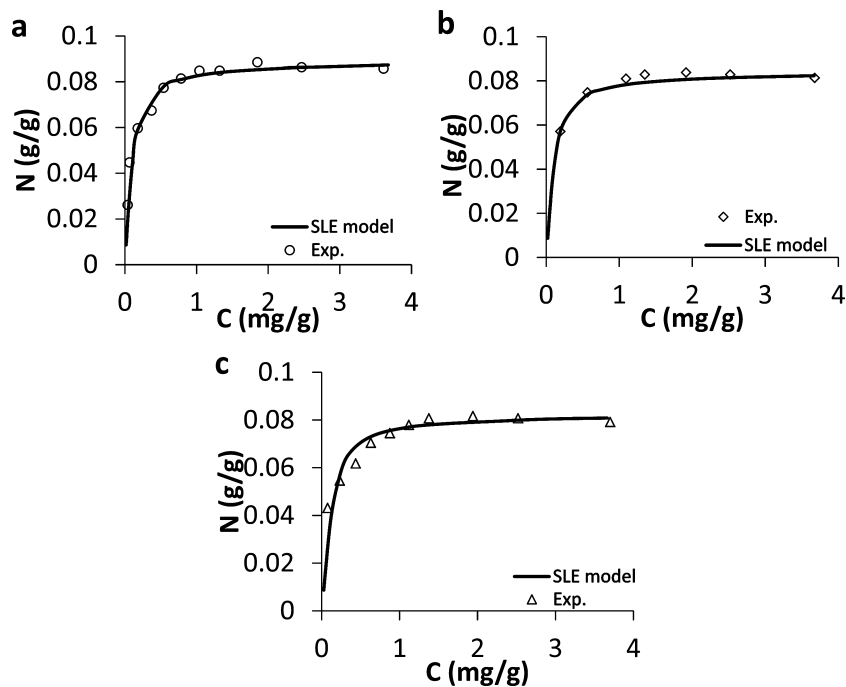 a
0.1
0.08
0.06
0.04
0.02
0
N (g/g)
SLE model
Exp.
0 1 2 3 4
C (mg/g)
b
0.1
0.08
0.06
0.04
0.02
0
N (g/g)
Exp.
SLE model
0 1 2 3 4
C (mg/g)
c
0.1
0.08
0.06
0.04
0.02
0
N (g/g)
SLE model
Exp.
0 1 2 3 4
C (mg/g)